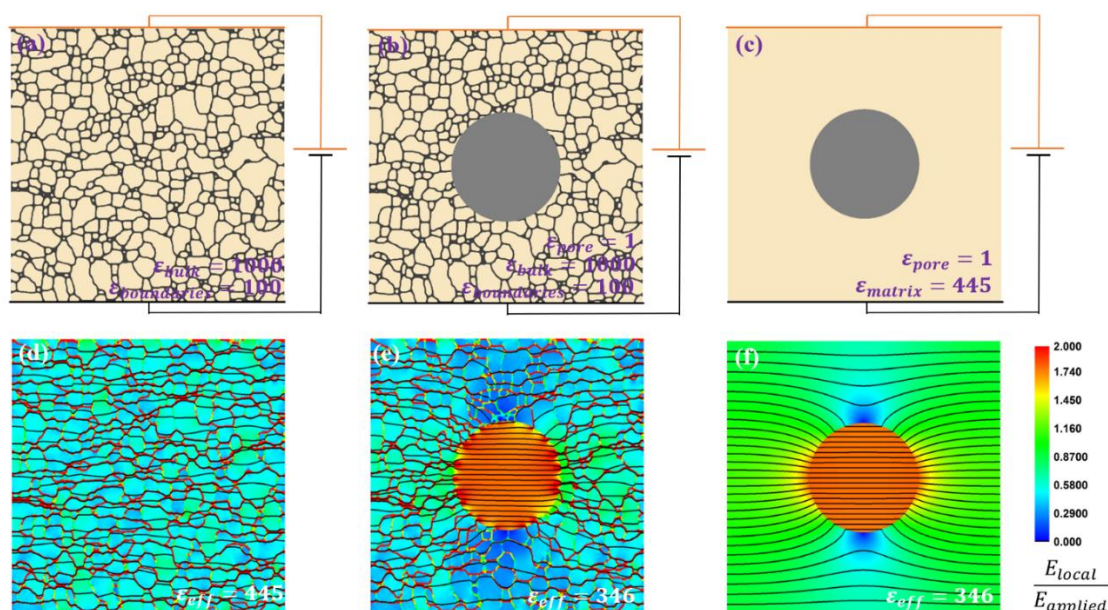 (a)
ε_bulk = 1000
ε_boundaries = 100
(b)
ε_pore = 1
ε_bulk = 1000
ε_boundaries = 100
(c)
ε_pore = 1
ε_matrix = 445
(d)
ε_eff = 445
(e)
ε_eff = 346
(f)
ε_eff = 346
2.000
1.740
1.450
1.160
0.8700
0.5800
0.2900
0.000
E_local
E_applied